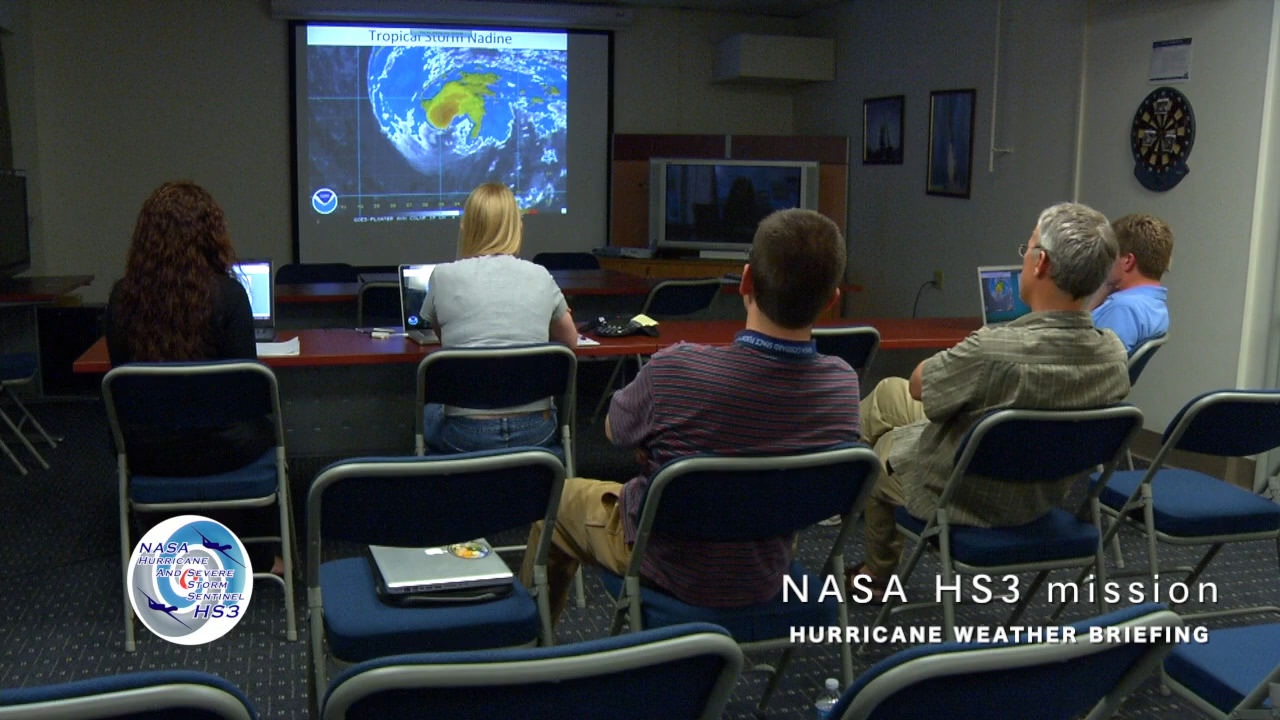 Tropical Storm Nadine
NASA
HURRICANE
AND SEVERE
STORM
SENTINEL
HS3
NASA HS3 mission
HURRICANE WEATHER BRIEFING